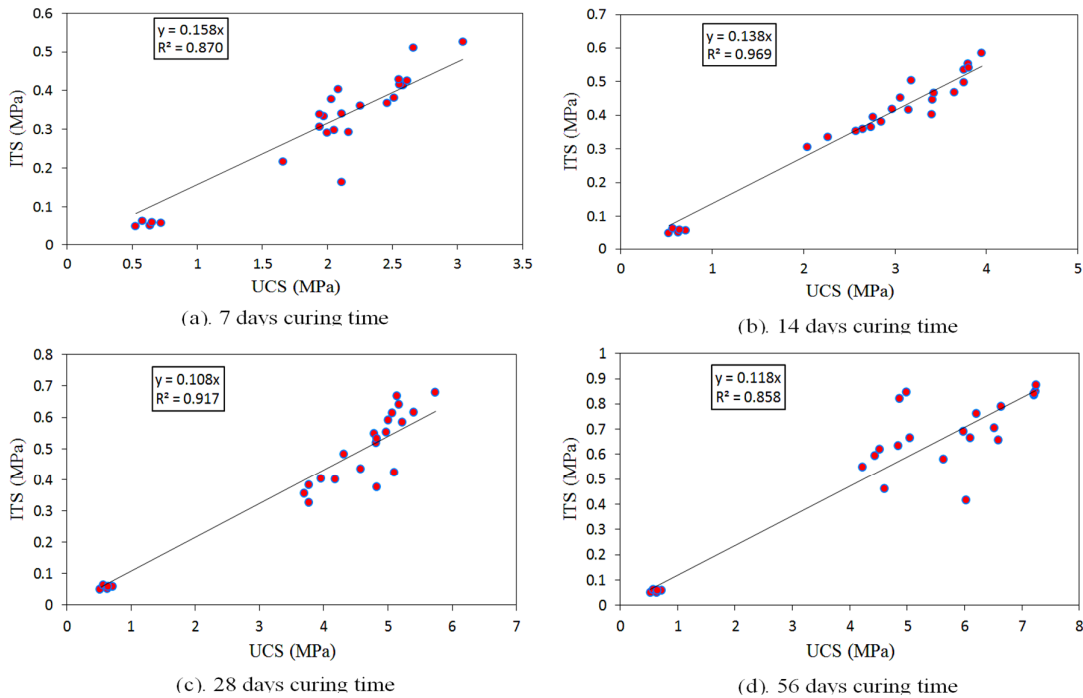 0.6
0.5
0.4
0.3
0.2
0.1
0
ITS (MPa)
y = 0.158x
R² = 0.870
0 0.5 1 1.5 2 2.5 3 3.5
UCS (MPa)
(a). 7 days curing time
0.7
0.6
0.5
0.4
0.3
0.2
0.1
0
ITS (MPa)
y = 0.138x
R² = 0.969
0 1 2 3 4 5
UCS (MPa)
(b). 14 days curing time
0.8
0.7
0.6
0.5
0.4
0.3
0.2
0.1
0
ITS (MPa)
y = 0.108x
R² = 0.917
0 1 2 3 4 5 6 7
UCS (MPa)
(c). 28 days curing time
1
0.9
0.8
0.7
0.6
0.5
0.4
0.3
0.2
0.1
0
ITS (MPa)
y = 0.118x
R² = 0.858
0 1 2 3 4 5 6 7 8
UCS (MPa)
(d). 56 days curing time